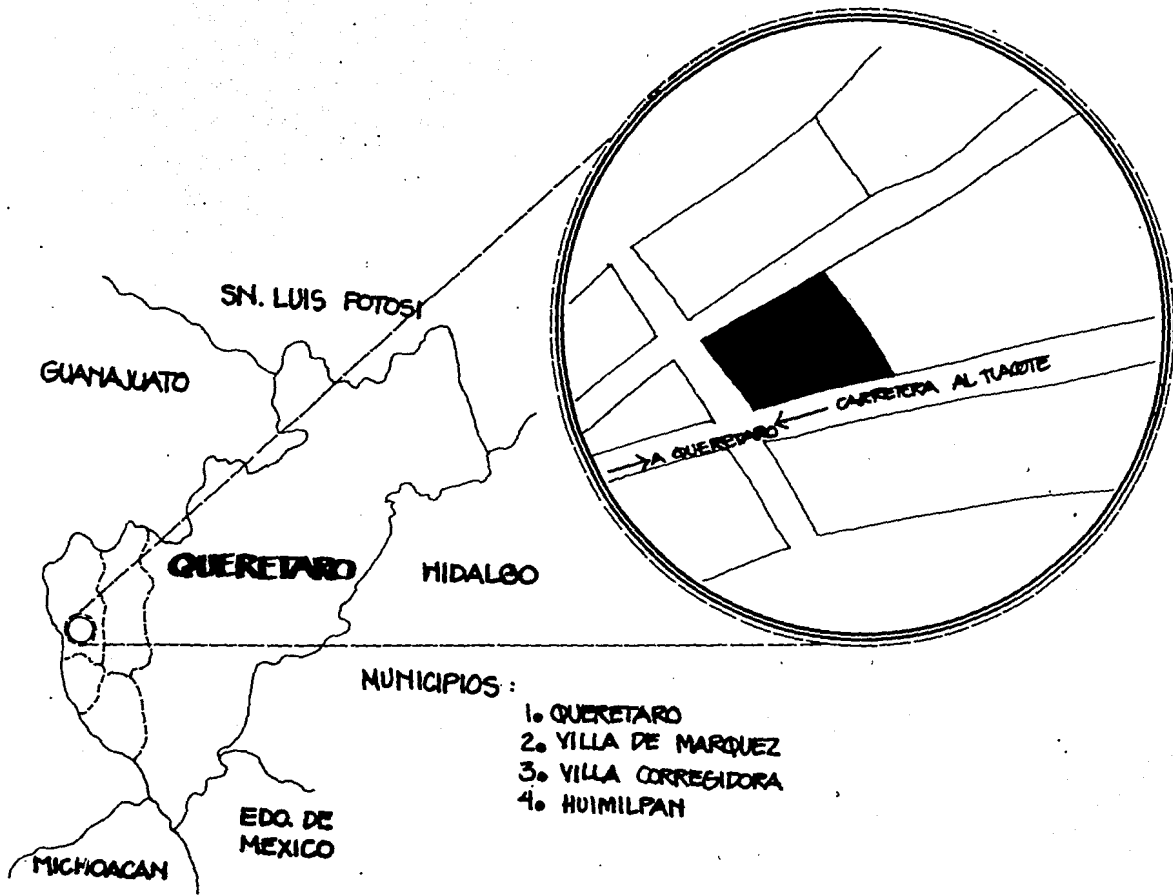 SN. LUIS FOTOSI
GUANAJUATO
CARRETERA AL TLACOTE
A QUERETARO
QUERETARO
HIDALGO
MUNICIPIOS :
1. QUERETARO
2. VILLA DE MARQUEZ
3. VILLA CORREGIDORA
4. HUIMILPAN
EDO. DE
MEXICO
MICHOACAN